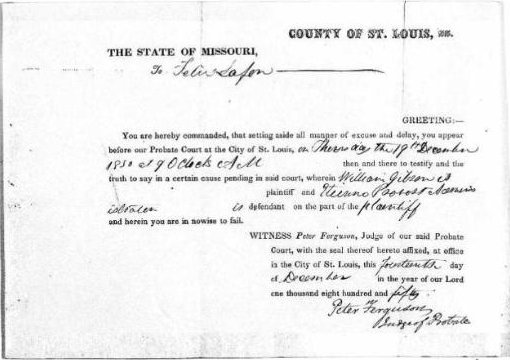 COUNTY OF ST. LOUIS, ss.
THE STATE OF MISSOURI,
To
GREETING:—
You are hereby commanded, that setting aside all manner of excuse and delay, you appear
before our Probate Court at the City of St. Louis, on Thursday the 19th December
1850 at 9 O'Clock A M then and there to testify and the
truth to say in a certain cause pending in said court, wherein William Gibson is
plaintiff and
is defendant on the part of the plaintiff
and herein you are in nowise to fail.
WITNESS Peter Ferguson, Judge of our said Probate
Court, with the seal thereof hereto affixed, at office
in the City of St. Louis, this fourteenth day
of December in the year of our Lord
one thousand eight hundred and fifty.
Peter Ferguson
Judge of Probate